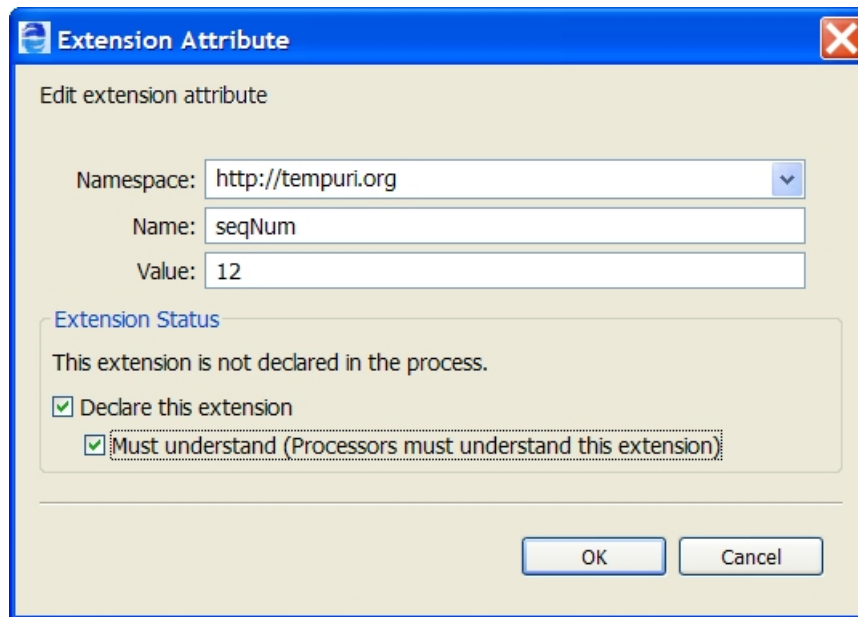 Extension Attribute
Edit extension attribute
Namespace: http://tempuri.org
Name: seqNum
Value: 12
Extension Status
This extension is not declared in the process.
Declare this extension
Must understand (Processors must understand this extension)
OK Cancel